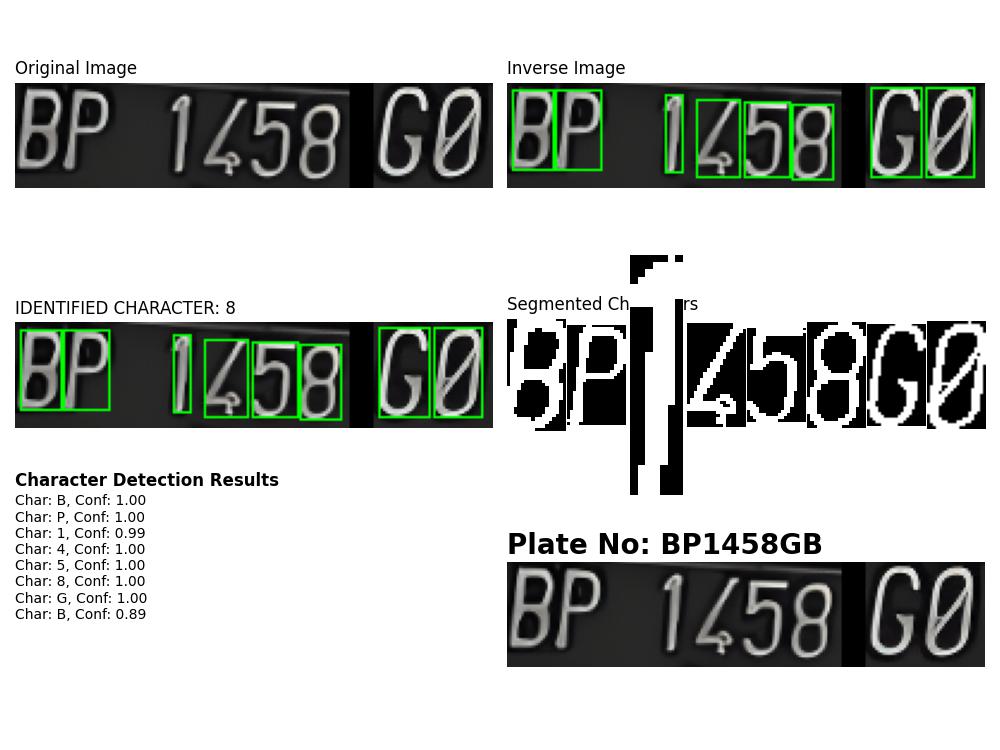 Original Image
BP 1458 G0
Inverse Image
BP 1458 G0
IDENTIFIED CHARACTER: 8
BP 1458 G0
Segmented Ch rs
BP1458G0
Character Detection Results
Char: B, Conf: 1.00
Char: P, Conf: 1.00
Char: 1, Conf: 0.99
Char: 4, Conf: 1.00
Char: 5, Conf: 1.00
Char: 8, Conf: 1.00
Char: G, Conf: 1.00
Char: B, Conf: 0.89
Plate No: BP1458GB
BP 1458 G0